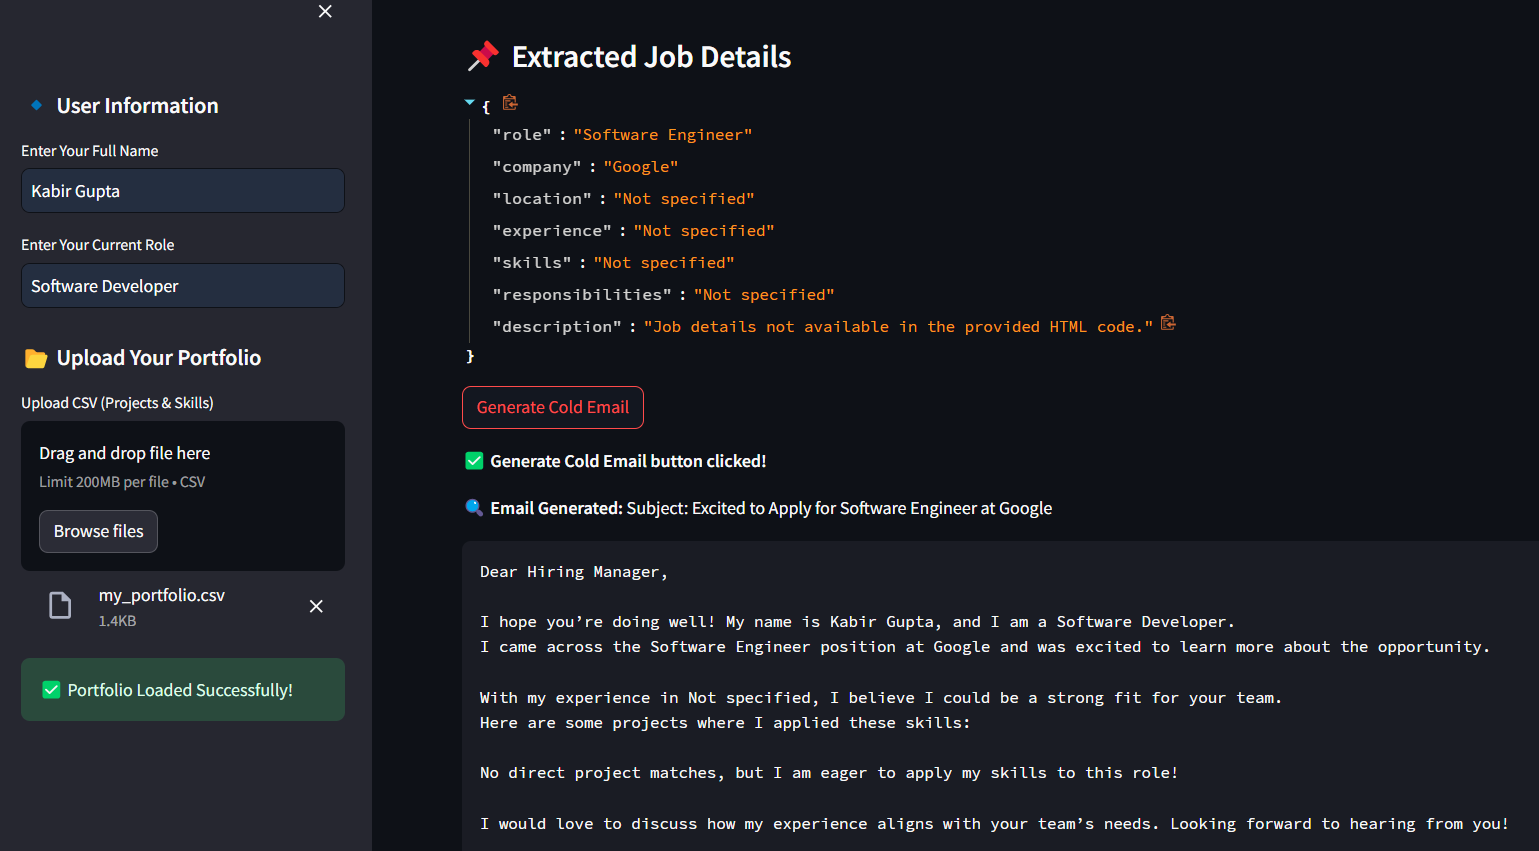 User Information
Enter Your Full Name
Kabir Gupta
Enter Your Current Role
Software Developer
Upload Your Portfolio
Upload CSV (Projects & Skills)
Drag and drop file here
Limit 200MB per file • CSV
Browse files
my_portfolio.csv
1.4KB
Portfolio Loaded Successfully!
Extracted Job Details
{
"role" : "Software Engineer"
"company" : "Google"
"location" : "Not specified"
"experience" : "Not specified"
"skills" : "Not specified"
"responsibilities" : "Not specified"
"description" : "Job details not available in the provided HTML code."
}
Generate Cold Email
Generate Cold Email button clicked!
Email Generated: Subject: Excited to Apply for Software Engineer at Google
Dear Hiring Manager,
I hope you’re doing well! My name is Kabir Gupta, and I am a Software Developer.
I came across the Software Engineer position at Google and was excited to learn more about the opportunity.
With my experience in Not specified, I believe I could be a strong fit for your team.
Here are some projects where I applied these skills:
No direct project matches, but I am eager to apply my skills to this role!
I would love to discuss how my experience aligns with your team’s needs. Looking forward to hearing from you!